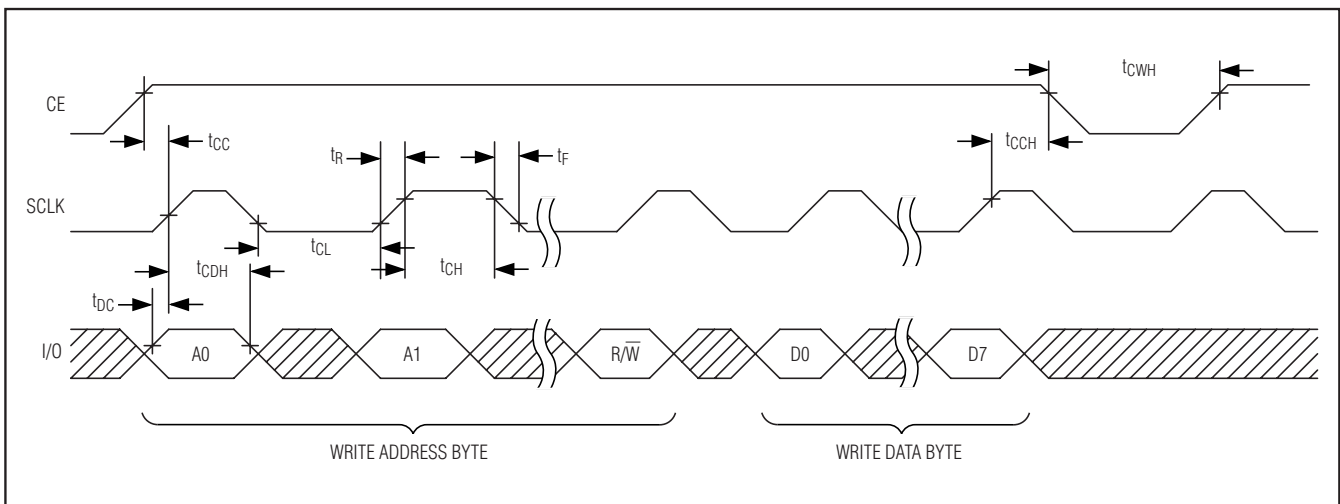 tCWH
CE
tCC
tCCH
tR
tF
SCLK
tCL
tCDH
tCH
tDC
I/O
A0
A1
R/W̅
D0
D7
WRITE ADDRESS BYTE
WRITE DATA BYTE